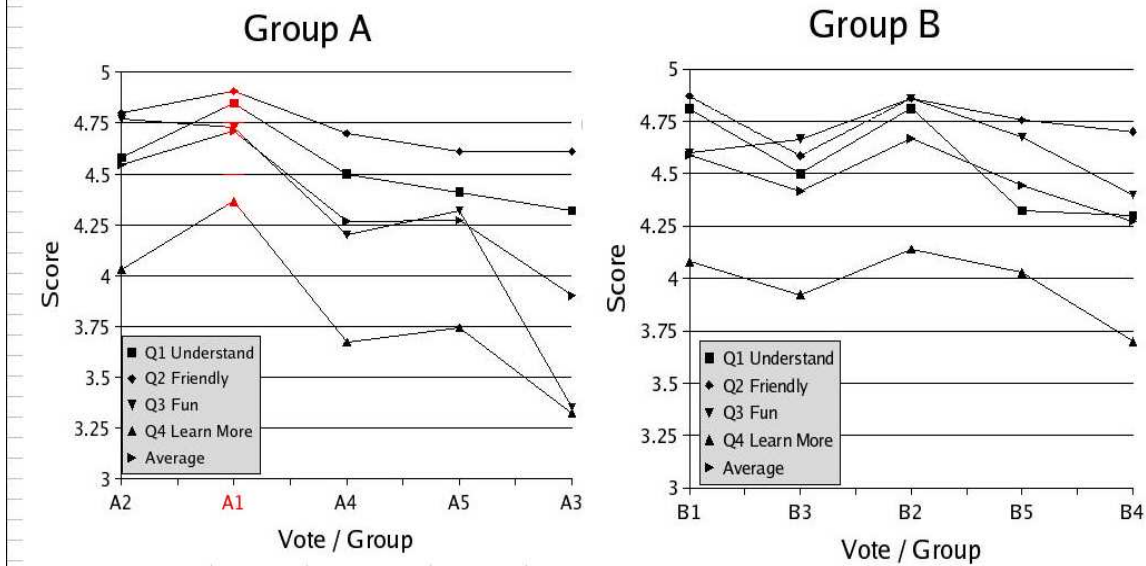 Group A
5
4.75
4.5
4.25
4
3.75
3.5
3.25
3
Score
Q1 Understand
Q2 Friendly
Q3 Fun
Q4 Learn More
Average
A2 A1 A4 A5 A3
Vote / Group
Group B
5
4.75
4.5
4.25
4
3.75
3.5
3.25
3
Score
Q1 Understand
Q2 Friendly
Q3 Fun
Q4 Learn More
Average
B1 B3 B2 B5 B4
Vote / Group